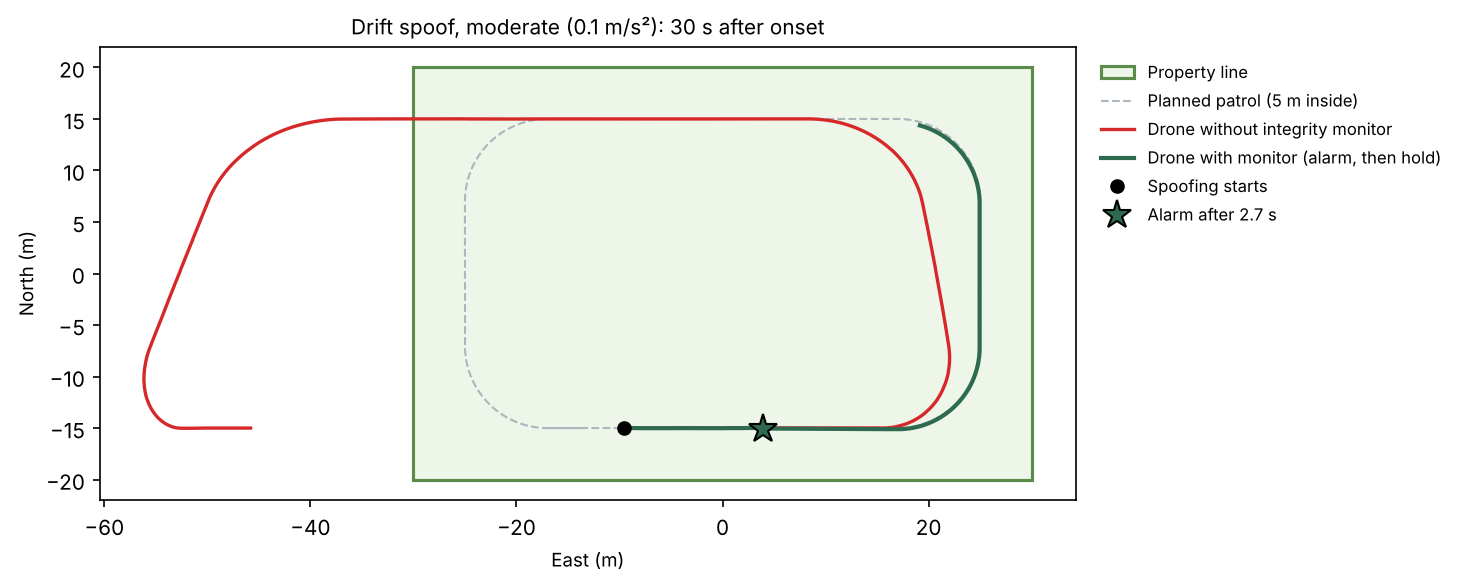 Drift spoof, moderate (0.1 m/s²): 30 s after onset
Property line
Planned patrol (5 m inside)
Drone without integrity monitor
Drone with monitor (alarm, then hold)
Spoofing starts
Alarm after 2.7 s
North (m)
20
15
10
5
0
−5
−10
−15
−20
−60
−40
−20
0
20
East (m)